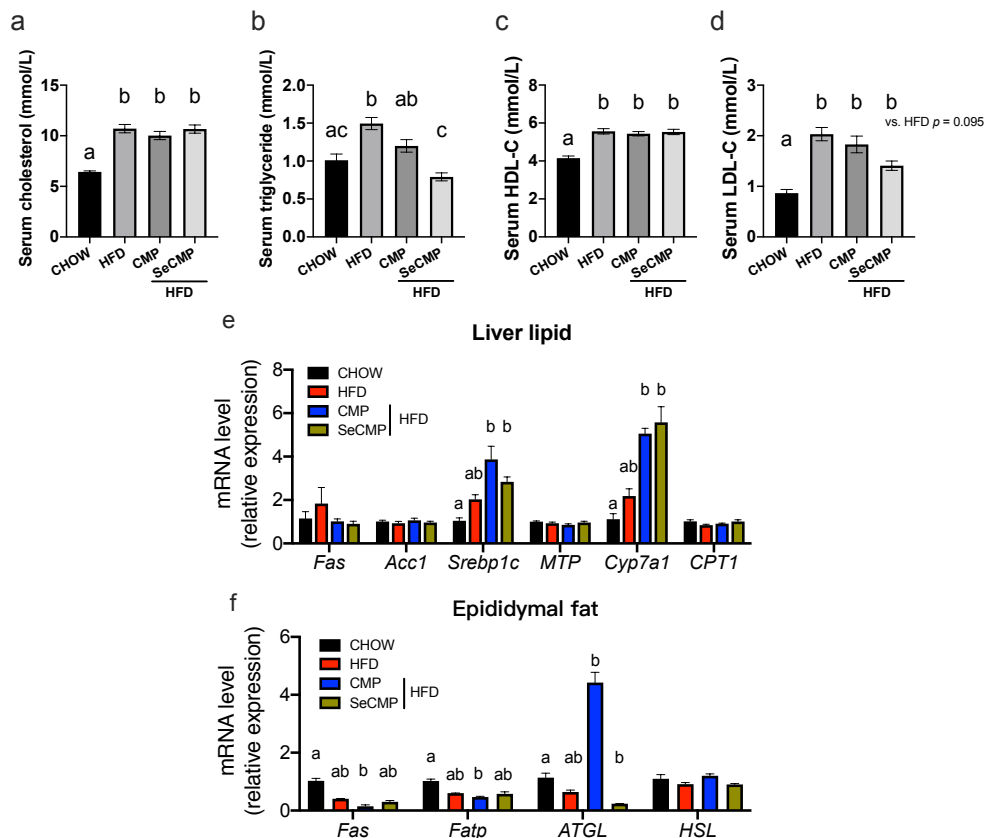 a
Serum cholesterol (mmol/L)
15
10
5
0
a
b
b
b
CHOW
HFD
CMP
SeCMP
HFD
b
Serum triglyceride (mmol/L)
2.0
1.5
1.0
0.5
0.0
ac
b
ab
c
CHOW
HFD
CMP
SeCMP
HFD
c
Serum HDL-C (mmol/L)
8
6
4
2
0
a
b
b
b
CHOW
HFD
CMP
SeCMP
HFD
d
Serum LDL-C (mmol/L)
3
2
1
0
a
b
b
b
vs. HFD p = 0.095
CHOW
HFD
CMP
SeCMP
HFD
e
Liver lipid
mRNA level
(relative expression)
8
6
4
2
0
CHOW
HFD
CMP
SeCMP
HFD
a
ab
b
b
a
ab
b
b
Fas
Acc1
Srebp1c
MTP
Cyp7a1
CPT1
f
Epididymal fat
mRNA level
(relative expression)
6
4
2
0
CHOW
HFD
CMP
SeCMP
HFD
a
ab
b
ab
a
ab
b
ab
a
ab
b
b
Fas
Fatp
ATGL
HSL